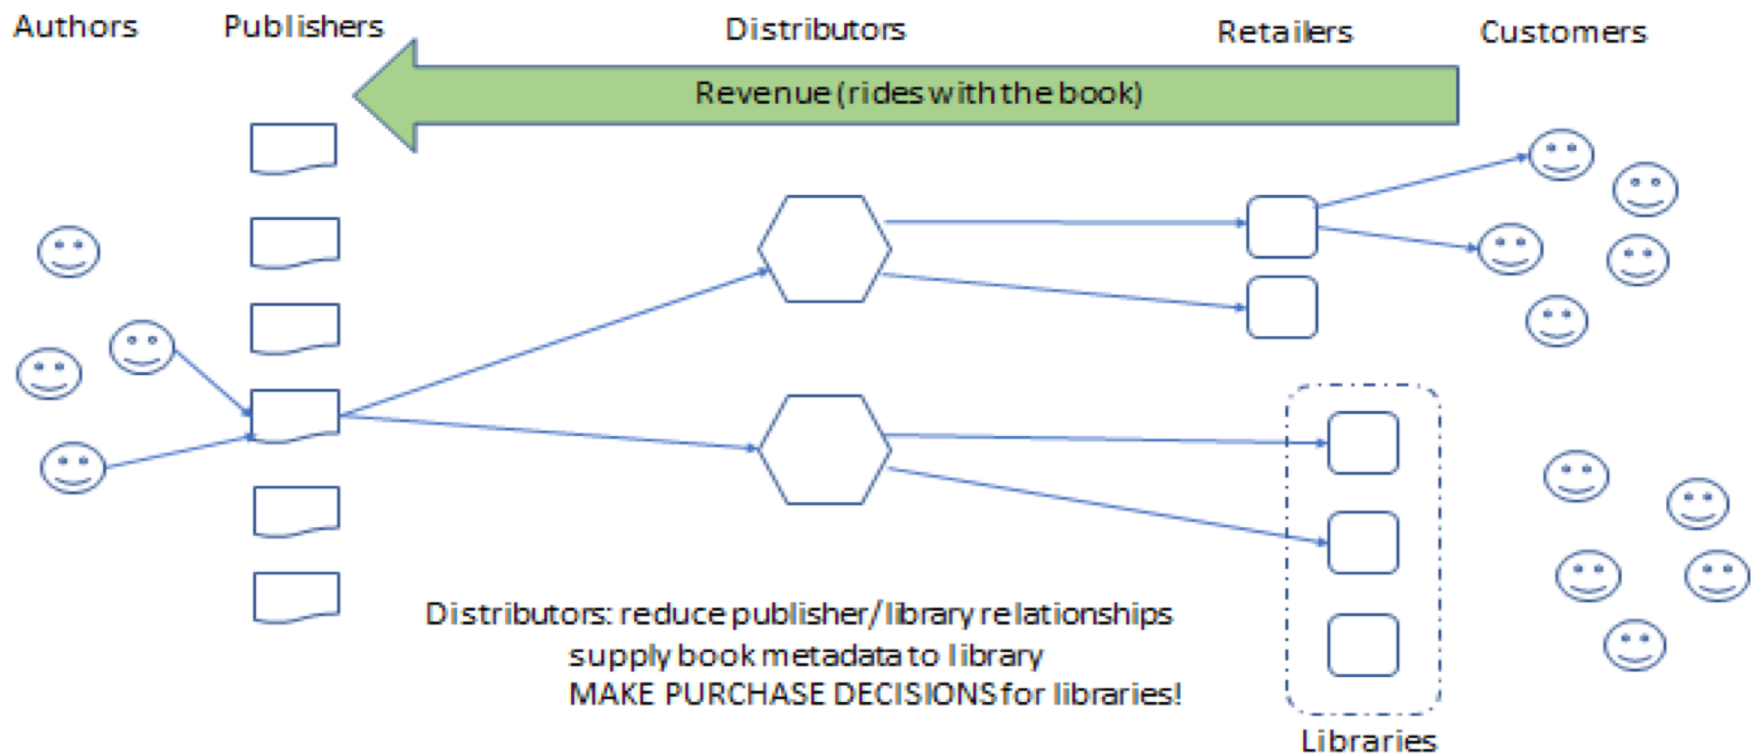 Authors Publishers Distributors Retailers Customers
Revenue (rides with the book)
Distributors: reduce publisher/library relationships
supply book metadata to library
MAKE PURCHASE DECISIONS for libraries!
Libraries